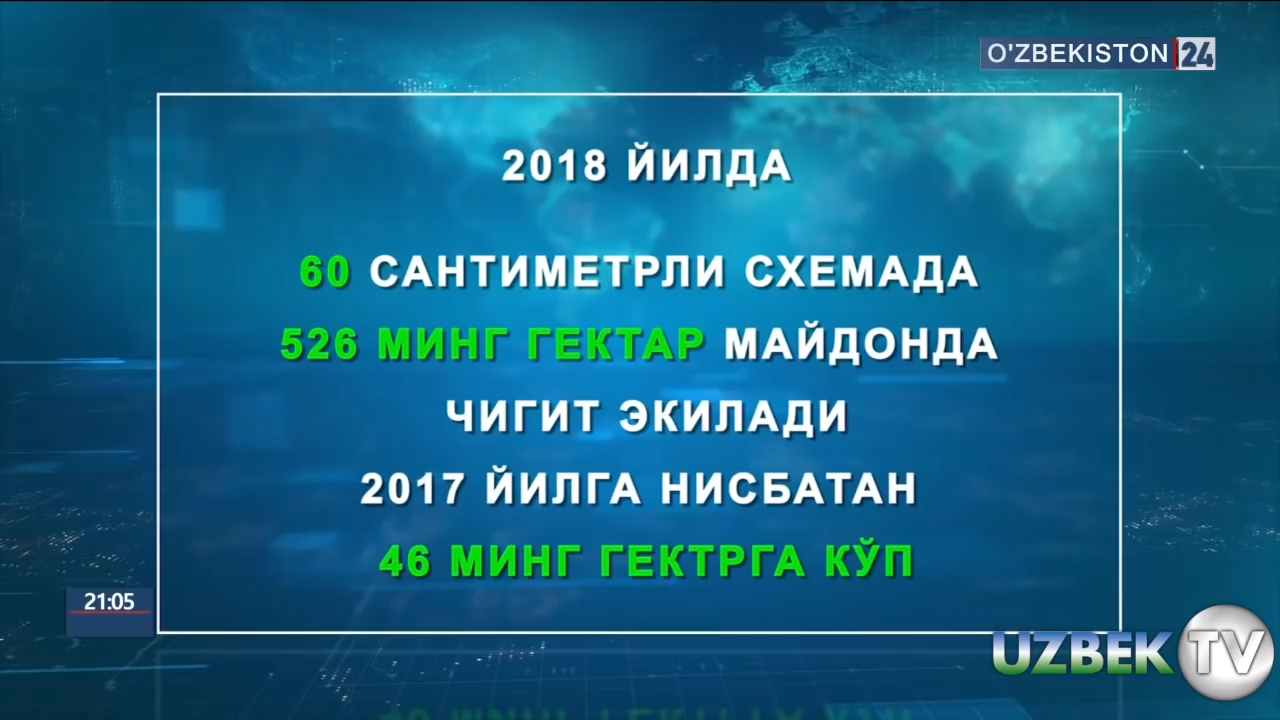 O'ZBEKISTON 24
2018 ЙИЛДА
60 САНТИМЕТРЛИ СХЕМАДА
526 МИНГ ГЕКТАР МАЙДОНДА
ЧИГИТ ЭКИЛАДИ
2017 ЙИЛГА НИСБАТАН
46 МИНГ ГЕКТРГА КЎП
21:05
UZBEK TV